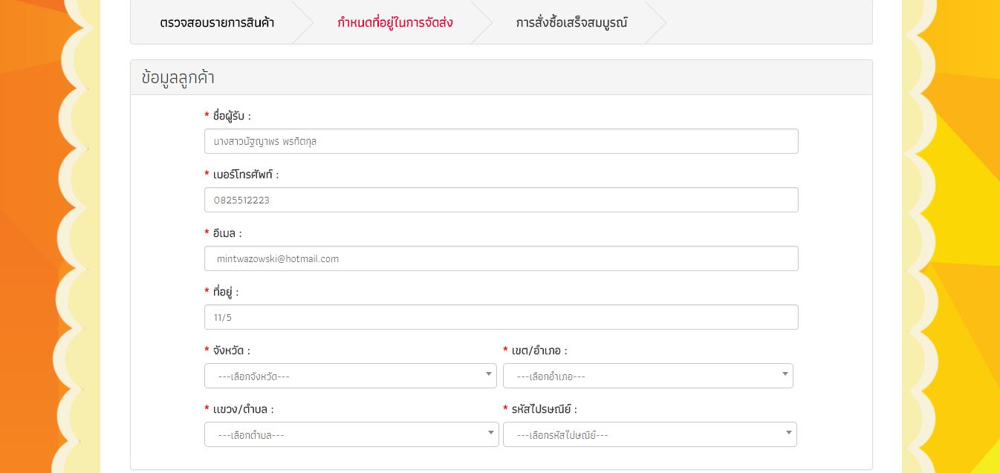 ตรวจสอบรายการสินค้า กำหนดที่อยู่ในการจัดส่ง การสั่งซื้อเสร็จสมบูรณ์
ข้อมูลลูกค้า
* ชื่อผู้รับ :
นางสาวนัฐญาพร พรทิตกุล
* เบอร์โทรศัพท์ :
0825512223
* อีเมล :
mintwazowski@hotmail.com
* ที่อยู่ :
11/5
* จังหวัด : * เขต/อำเภอ :
---เลือกจังหวัด--- ---เลือกอำเภอ---
* แขวง/ตำบล : * รหัสไปรษณีย์ :
---เลือกตำบล--- ---เลือกรหัสไปษณีย์---